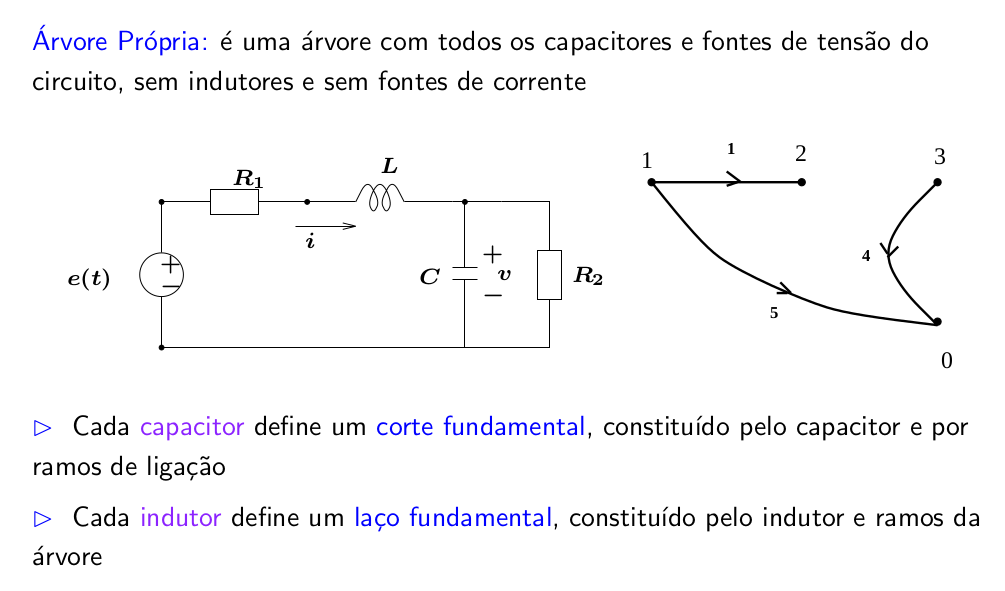 Árvore Própria: é uma árvore com todos os capacitores e fontes de tensão do
circuito, sem indutores e sem fontes de corrente
R₁
L
i
e(t)
+
−
C
+
v
−
R₂
1
1
2
3
4
5
0
▷ Cada capacitor define um corte fundamental, constituído pelo capacitor e por
ramos de ligação
▷ Cada indutor define um laço fundamental, constituído pelo indutor e ramos da
árvore